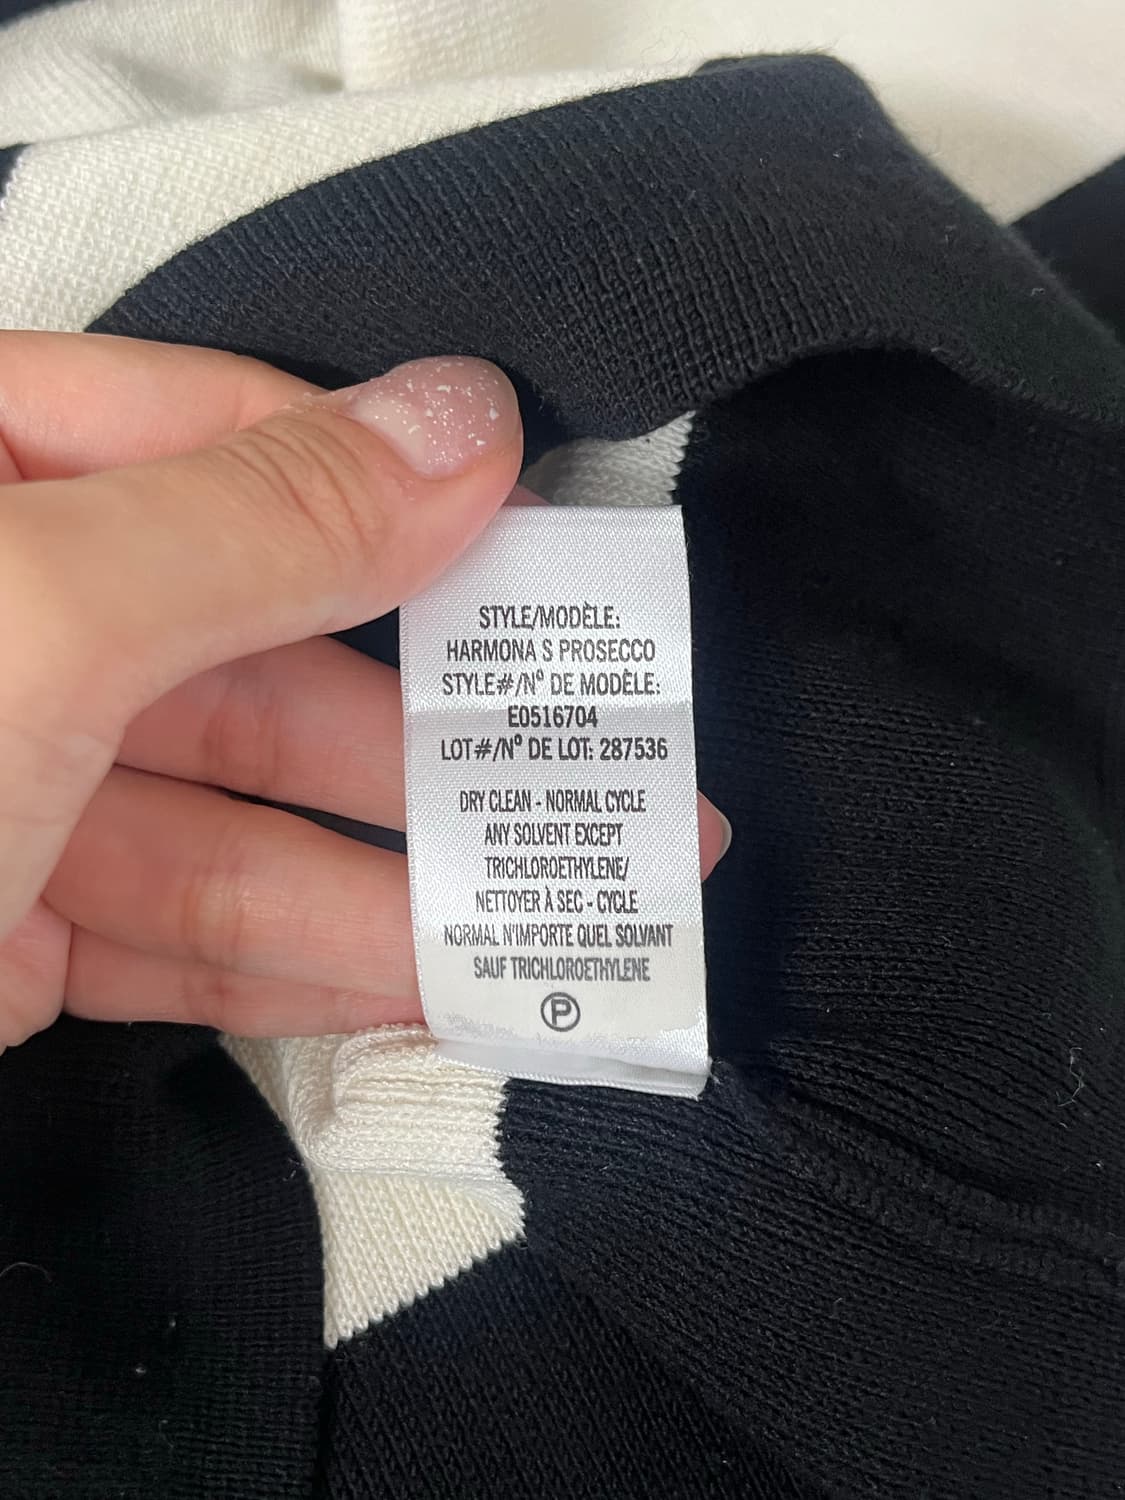 STYLE/MODÈLE:
HARMONA S PROSECCO
STYLE#/Nº DE MODÈLE:
E0516704
LOT#/Nº DE LOT: 287536
DRY CLEAN - NORMAL CYCLE
ANY SOLVENT EXCEPT
TRICHLOROETHYLENE/
NETTOYER À SEC - CYCLE
NORMAL N'IMPORTE QUEL SOLVANT
SAUF TRICHLOROETHYLENE
P